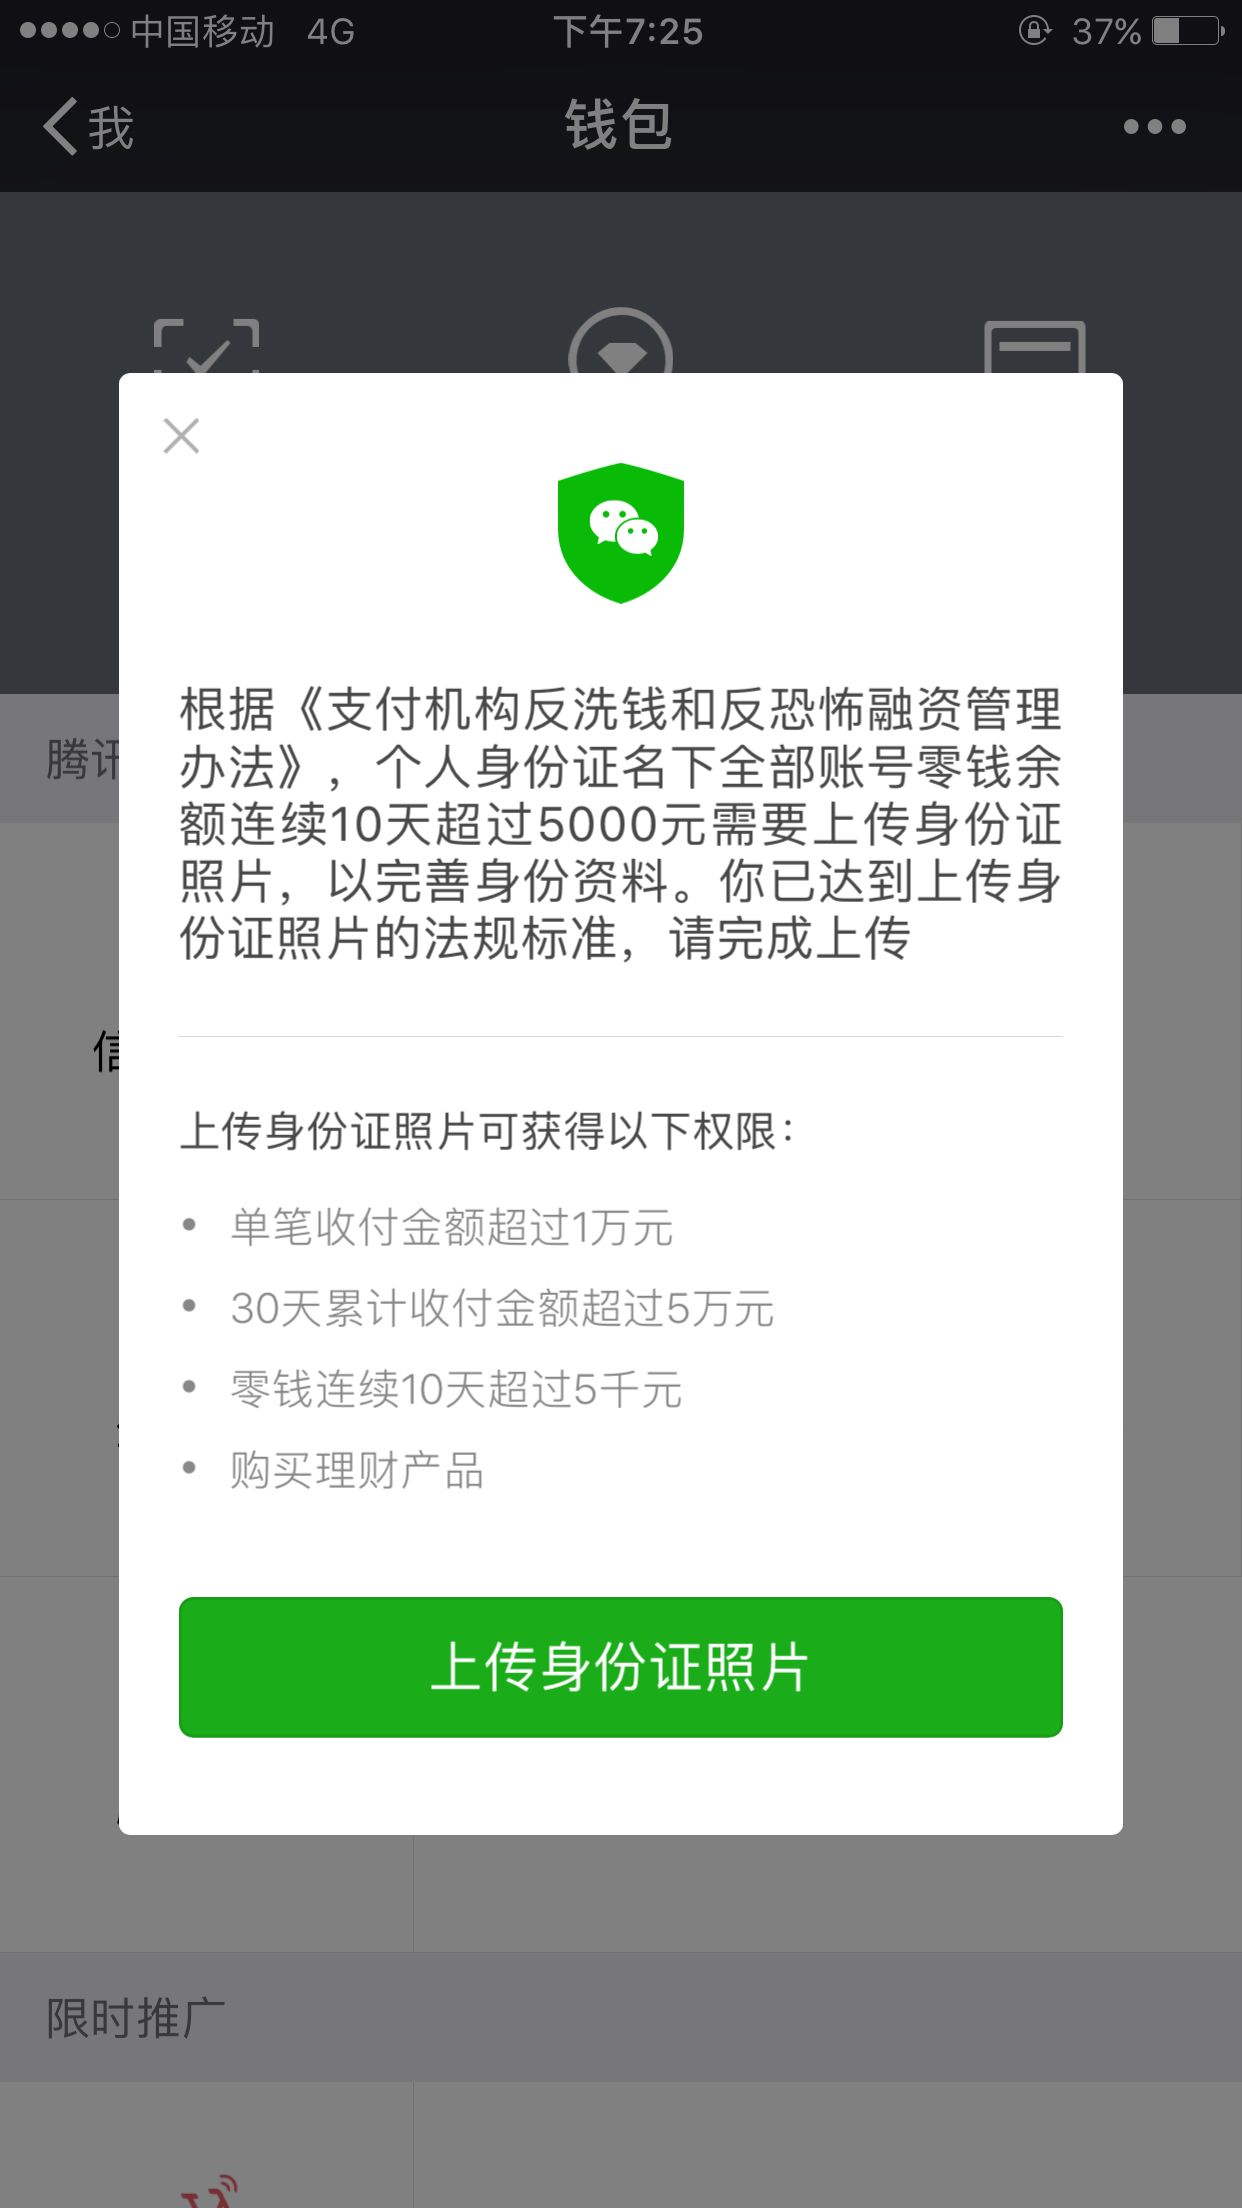 中国移动 4G 下午7:25 37%
我 钱包
根据《支付机构反洗钱和反恐怖融资管理
办法》，个人身份证名下全部账号零钱余
额连续10天超过5000元需要上传身份证
照片，以完善身份资料。你已达到上传身
份证照片的法规标准，请完成上传
腾讯
信
上传身份证照片可获得以下权限：
• 单笔收付金额超过1万元
• 30天累计收付金额超过5万元
• 零钱连续10天超过5千元
• 购买理财产品
上传身份证照片
限时推广